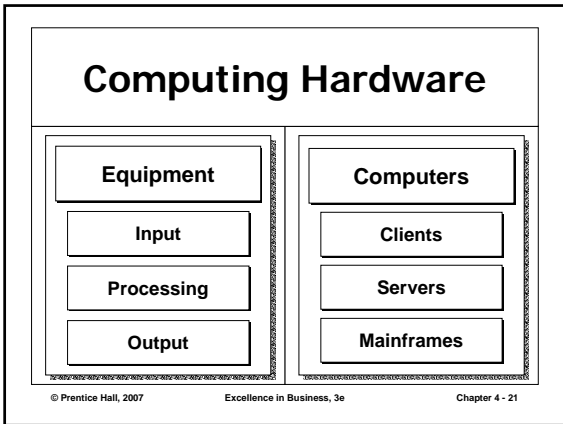 Computing Hardware
Equipment
Input
Processing
Output
Computers
Clients
Servers
Mainframes
© Prentice Hall, 2007 Excellence in Business, 3e Chapter 4 - 21